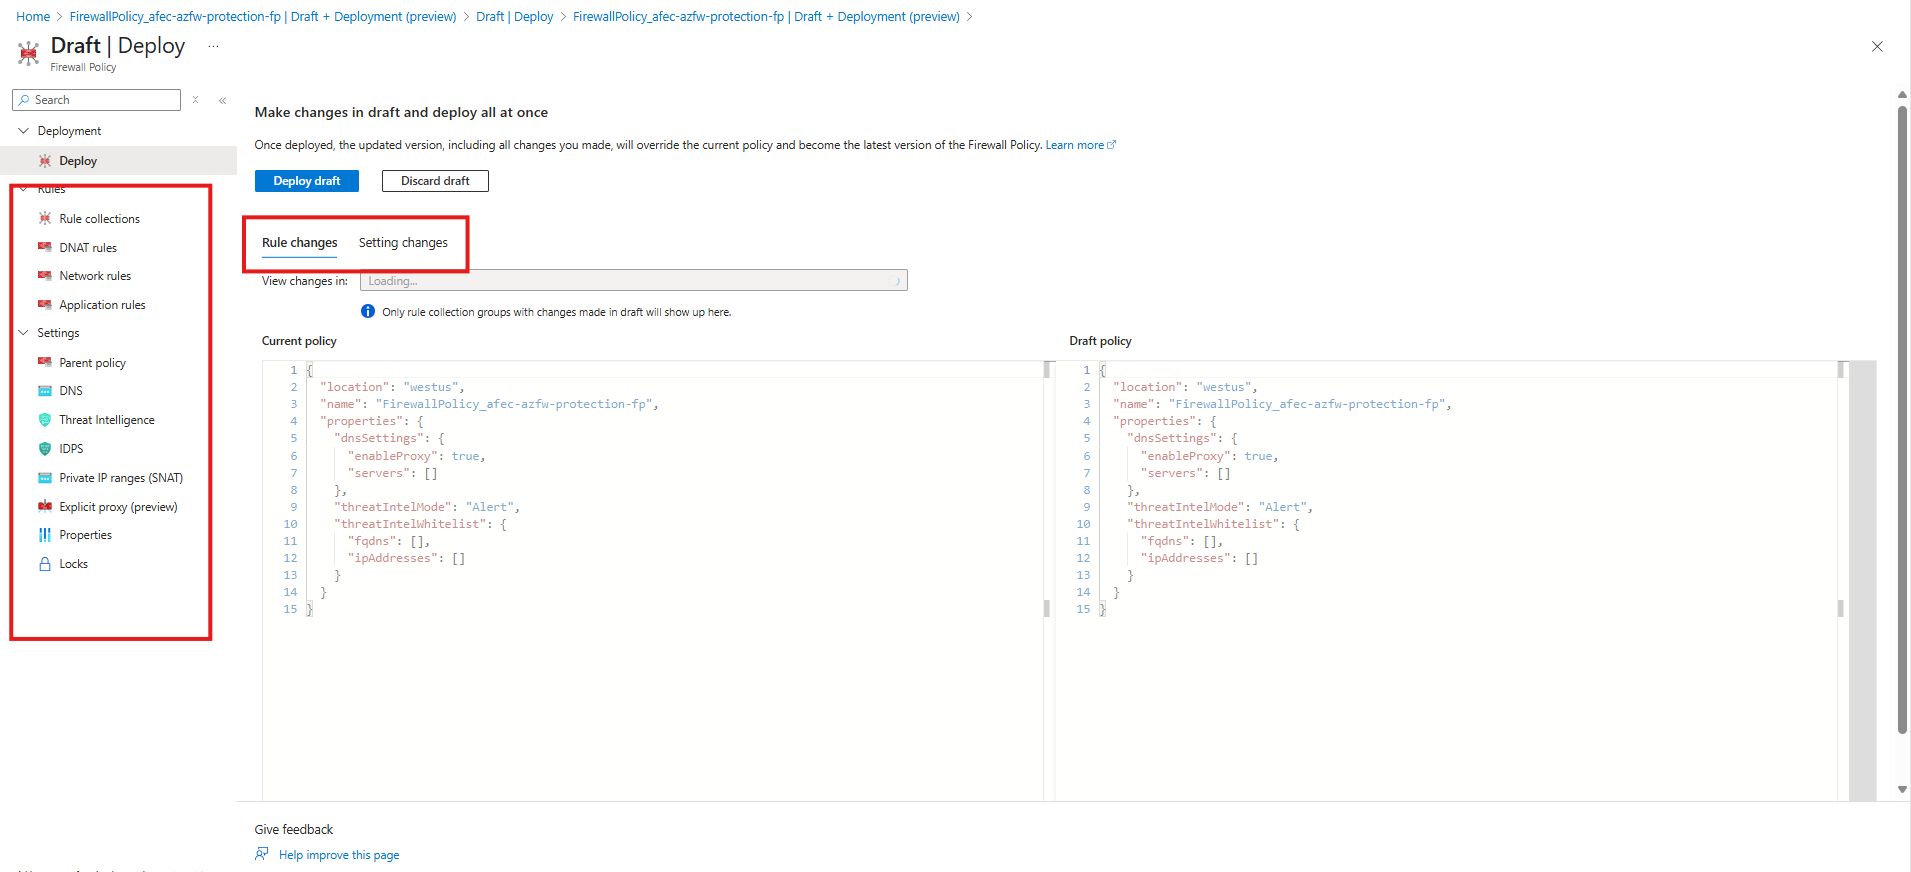 Home > FirewallPolicy_afec-azfw-protection-fp | Draft + Deployment (preview) > Draft | Deploy > FirewallPolicy_afec-azfw-protection-fp | Draft + Deployment (preview) >
Draft | Deploy ...
Firewall Policy
Search
Deployment
Deploy
Rules
Rule collections
DNAT rules
Network rules
Application rules
Settings
Parent policy
DNS
Threat Intelligence
IDPS
Private IP ranges (SNAT)
Explicit proxy (preview)
Properties
Locks
Make changes in draft and deploy all at once
Once deployed, the updated version, including all changes you made, will override the current policy and become the latest version of the Firewall Policy. Learn more
Deploy draft Discard draft
Rule changes Setting changes
View changes in: Loading...
Only rule collection groups with changes made in draft will show up here.
Current policy
1 {
2 "location": "westus",
3 "name": "FirewallPolicy_afec-azfw-protection-fp",
4 "properties": {
5 "dnsSettings": {
6 "enableProxy": true,
7 "servers": []
8 },
9 "threatIntelMode": "Alert",
10 "threatIntelWhitelist": {
11 "fqdns": [],
12 "ipAddresses": []
13 }
14 }
15 }
Draft policy
1 {
2 "location": "westus",
3 "name": "FirewallPolicy_afec-azfw-protection-fp",
4 "properties": {
5 "dnsSettings": {
6 "enableProxy": true,
7 "servers": []
8 },
9 "threatIntelMode": "Alert",
10 "threatIntelWhitelist": {
11 "fqdns": [],
12 "ipAddresses": []
13 }
14 }
15 }
Give feedback
Help improve this page